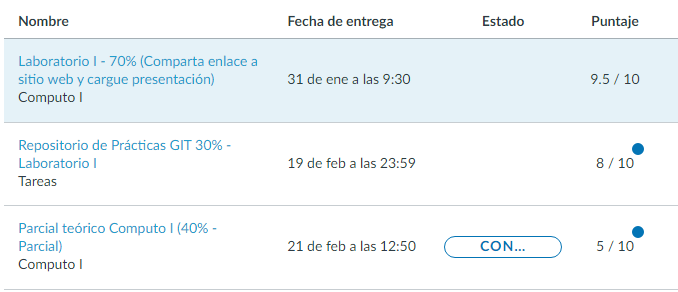 Nombre Fecha de entrega Estado Puntaje
Laboratorio I - 70% (Comparta enlace a
sitio web y cargue presentación)
Computo I
31 de ene a las 9:30
9.5 / 10
Repositorio de Prácticas GIT 30% -
Laboratorio I
Tareas
19 de feb a las 23:59
8 / 10
Parcial teórico Computo I (40% -
Parcial)
Computo I
21 de feb a las 12:50
CON...
5 / 10